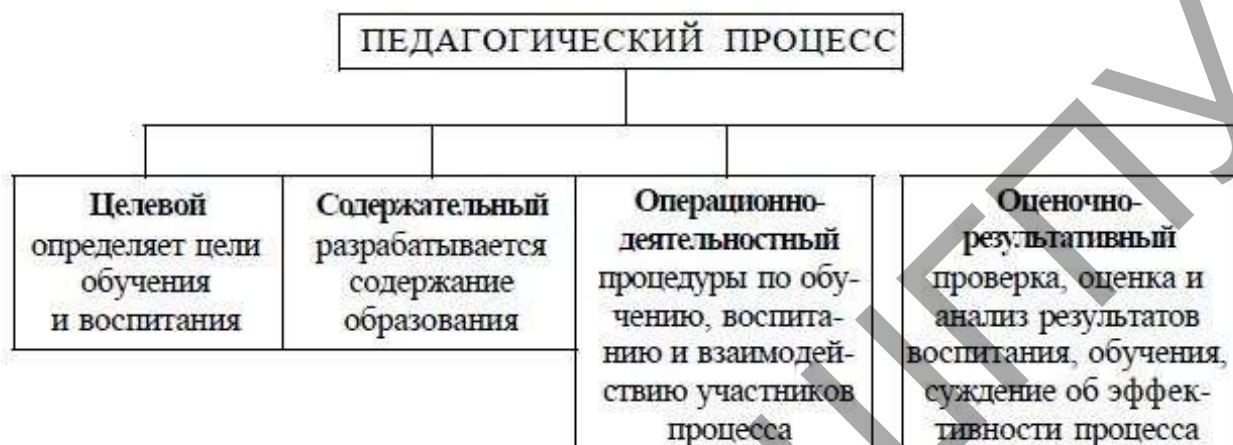 ПЕДАГОГИЧЕСКИЙ ПРОЦЕСС
Целевой
определяет цели
обучения
и воспитания
Содержательный
разрабатывается
содержание
образования
Операционно-
деятельностный
процедуры по обу-
чению, воспита-
нию и взаимодей-
ствию участников
процесса
Оценочно-
результативный
проверка, оценка и
анализ результатов
воспитания, обучения,
суждение об эффек-
тивности процесса